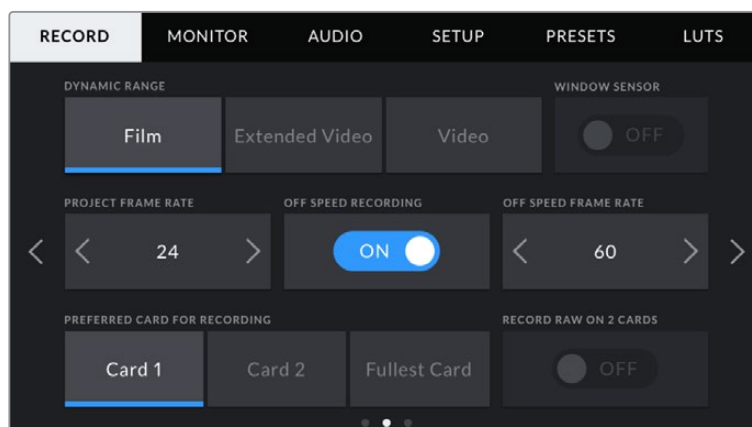 RECORD MONITOR AUDIO SETUP PRESETS LUTS
DYNAMIC RANGE WINDOW SENSOR
Film Extended Video Video OFF
PROJECT FRAME RATE OFF SPEED RECORDING OFF SPEED FRAME RATE
24 ON 60
PREFERRED CARD FOR RECORDING RECORD RAW ON 2 CARDS
Card 1 Card 2 Fullest Card OFF